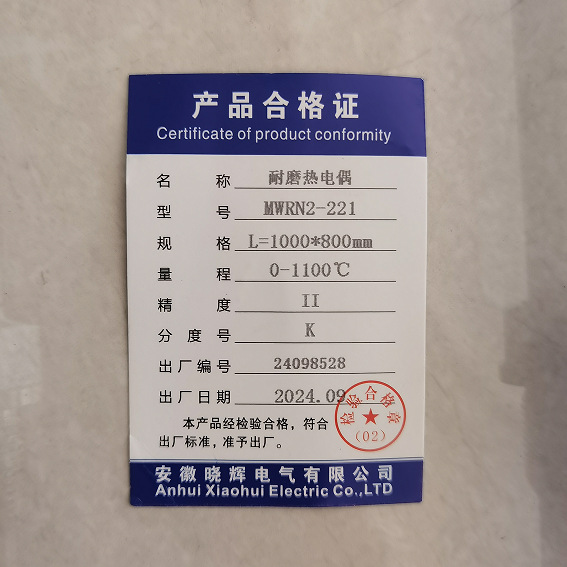 产品合格证
Certificate of product conformity
名 称 耐磨热电偶
型 号 MWRN2-221
规 格 L=1000*800mm
量 程 0-1100℃
精 度 II
分 度 号 K
出厂编号 24098528
出厂日期 2024.09
本产品经检验合格，符合
出厂标准，准予出厂。
检验合格章
(02)
安徽晓辉电气有限公司
Anhui Xiaohui Electric Co.,LTD